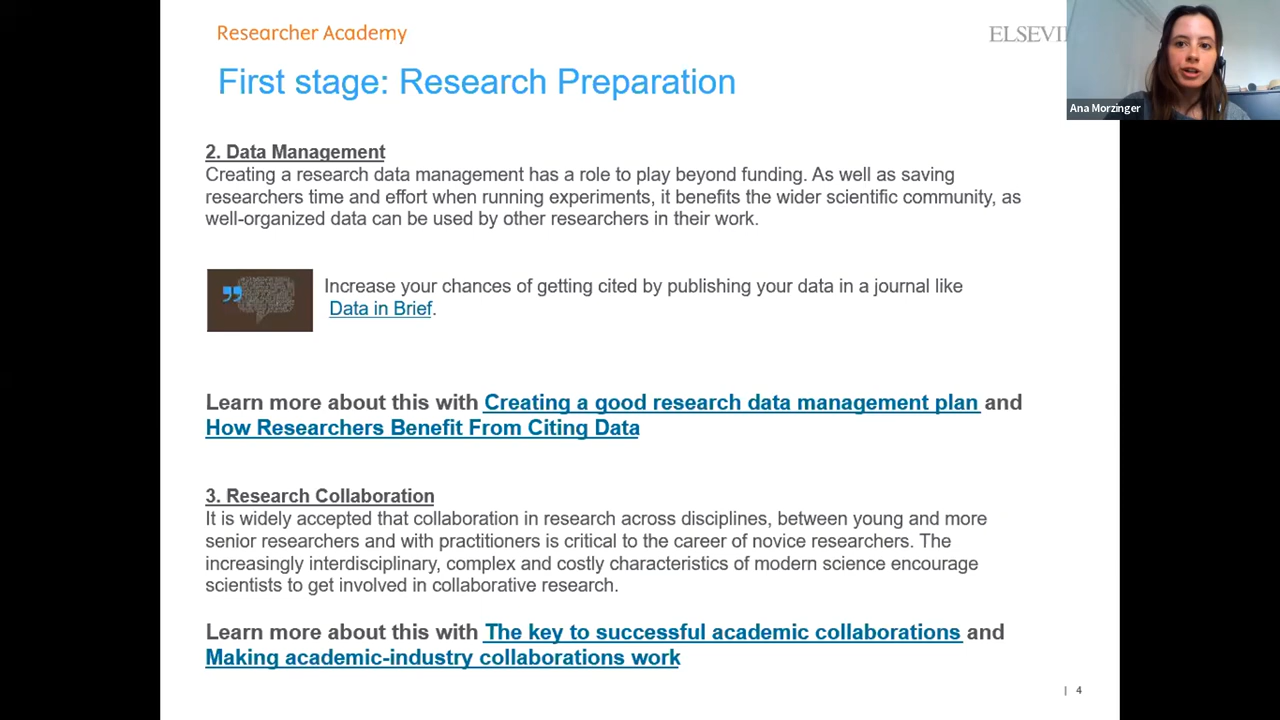 Researcher Academy
First stage: Research Preparation
Ana Morzinger
2. Data Management
Creating a research data management has a role to play beyond funding. As well as saving
researchers time and effort when running experiments, it benefits the wider scientific community, as
well-organized data can be used by other researchers in their work.
Increase your chances of getting cited by publishing your data in a journal like
Data in Brief.
Learn more about this with Creating a good research data management plan and
How Researchers Benefit From Citing Data
3. Research Collaboration
It is widely accepted that collaboration in research across disciplines, between young and more
senior researchers and with practitioners is critical to the career of novice researchers. The
increasingly interdisciplinary, complex and costly characteristics of modern science encourage
scientists to get involved in collaborative research.
Learn more about this with The key to successful academic collaborations and
Making academic-industry collaborations work
| 4